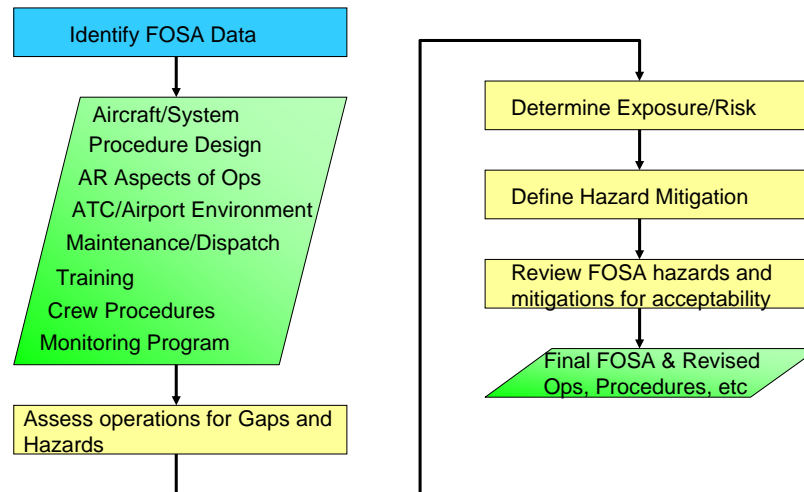 Identify FOSA Data
Aircraft/System
Procedure Design
AR Aspects of Ops
ATC/Airport Environment
Maintenance/Dispatch
Training
Crew Procedures
Monitoring Program
Assess operations for Gaps and
Hazards
Determine Exposure/Risk
Define Hazard Mitigation
Review FOSA hazards and
mitigations for acceptability
Final FOSA & Revised
Ops, Procedures, etc